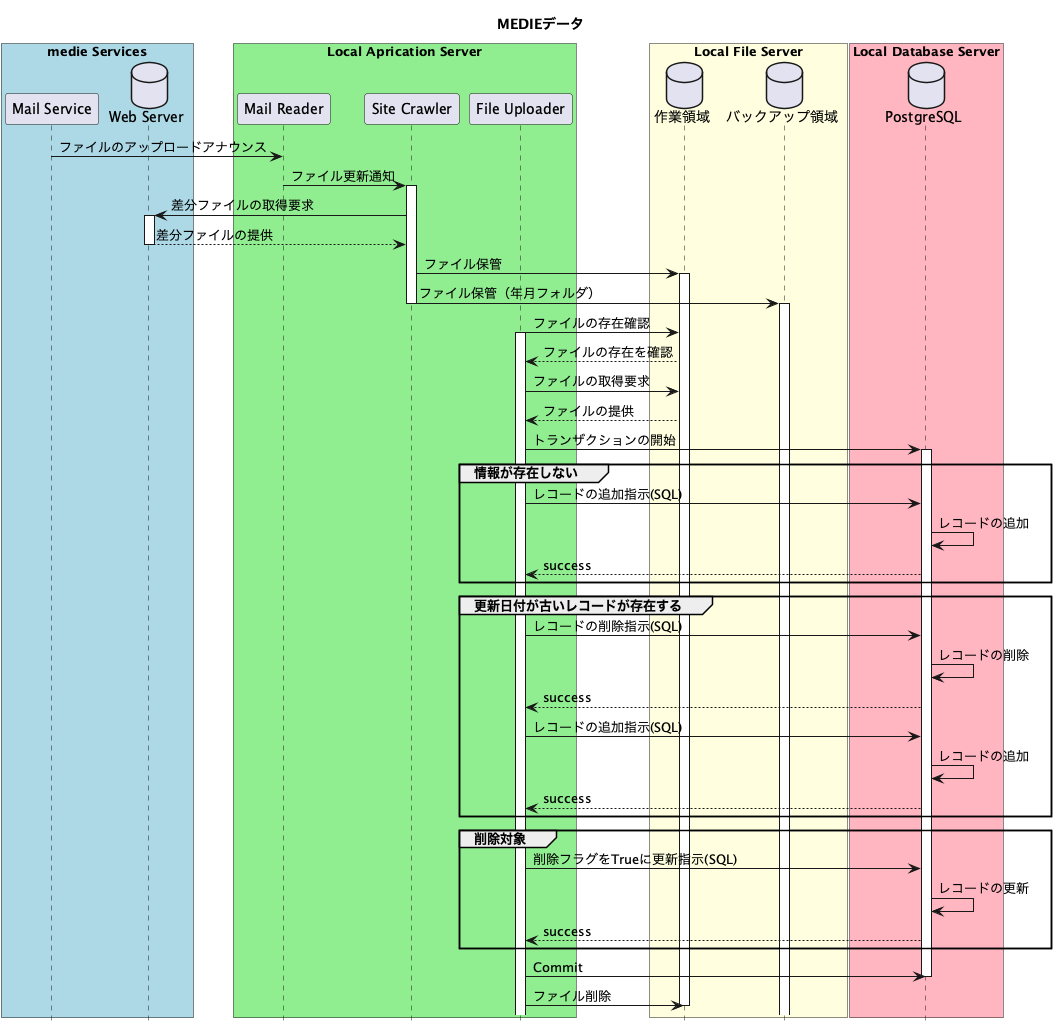 MEDIEデータ
medie Services
Local Aprication Server
Local File Server
Local Database Server
Mail Service
Web Server
Mail Reader
Site Crawler
File Uploader
作業領域
バックアップ領域
PostgreSQL
ファイルのアップロードアナウンス
ファイル更新通知
差分ファイルの取得要求
差分ファイルの提供
ファイル保管
ファイル保管（年月フォルダ）
ファイルの存在確認
ファイルの存在を確認
ファイルの取得要求
ファイルの提供
トランザクションの開始
情報が存在しない
レコードの追加指示(SQL)
レコードの追加
success
更新日付が古いレコードが存在する
レコードの削除指示(SQL)
レコードの削除
success
レコードの追加指示(SQL)
レコードの追加
success
削除対象
削除フラグをTrueに更新指示(SQL)
レコードの更新
success
Commit
ファイル削除